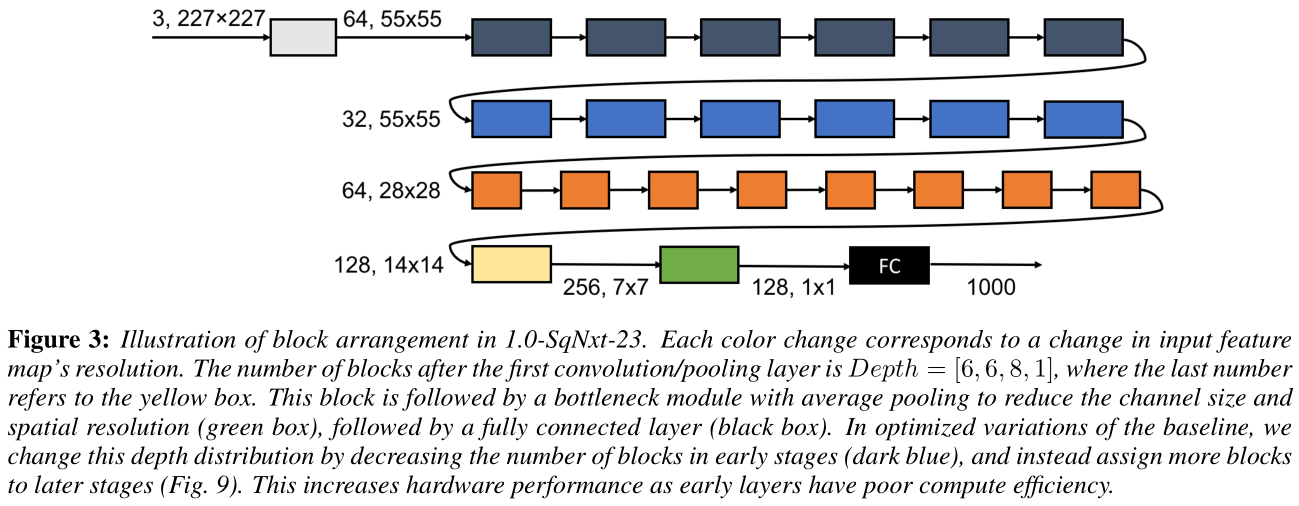 3, 227×227
64, 55x55
32, 55x55
64, 28x28
128, 14x14
256, 7x7
128, 1x1
FC
1000
Figure 3: Illustration of block arrangement in 1.0-SqNxt-23. Each color change corresponds to a change in input feature
map's resolution. The number of blocks after the first convolution/pooling layer is Depth = [6, 6, 8, 1], where the last number
refers to the yellow box. This block is followed by a bottleneck module with average pooling to reduce the channel size and
spatial resolution (green box), followed by a fully connected layer (black box). In optimized variations of the baseline, we
change this depth distribution by decreasing the number of blocks in early stages (dark blue), and instead assign more blocks
to later stages (Fig. 9). This increases hardware performance as early layers have poor compute efficiency.